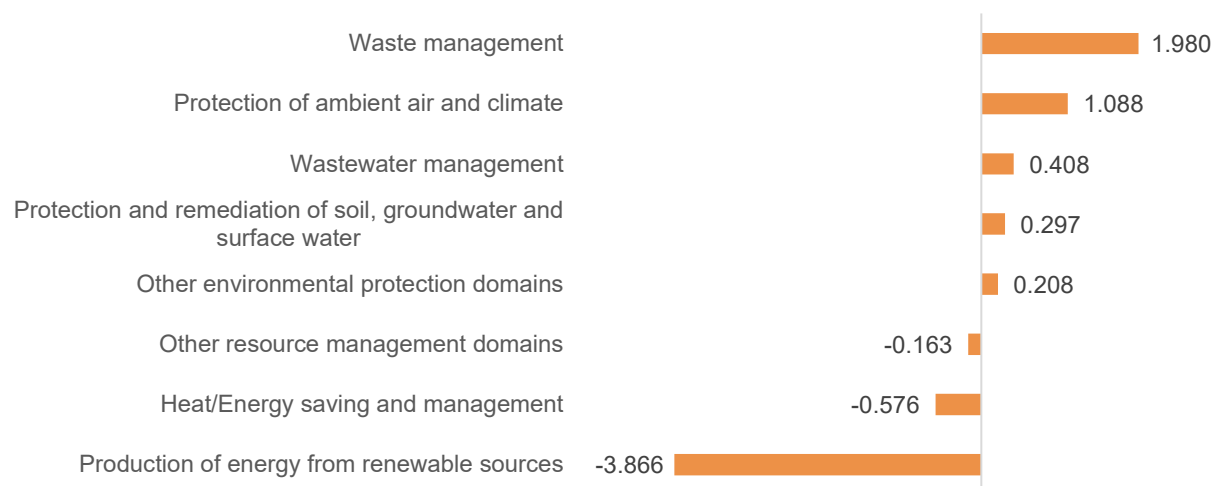 Waste management 1.980
Protection of ambient air and climate 1.088
Wastewater management 0.408
Protection and remediation of soil, groundwater and
surface water 0.297
Other environmental protection domains 0.208
Other resource management domains -0.163
Heat/Energy saving and management -0.576
Production of energy from renewable sources -3.866